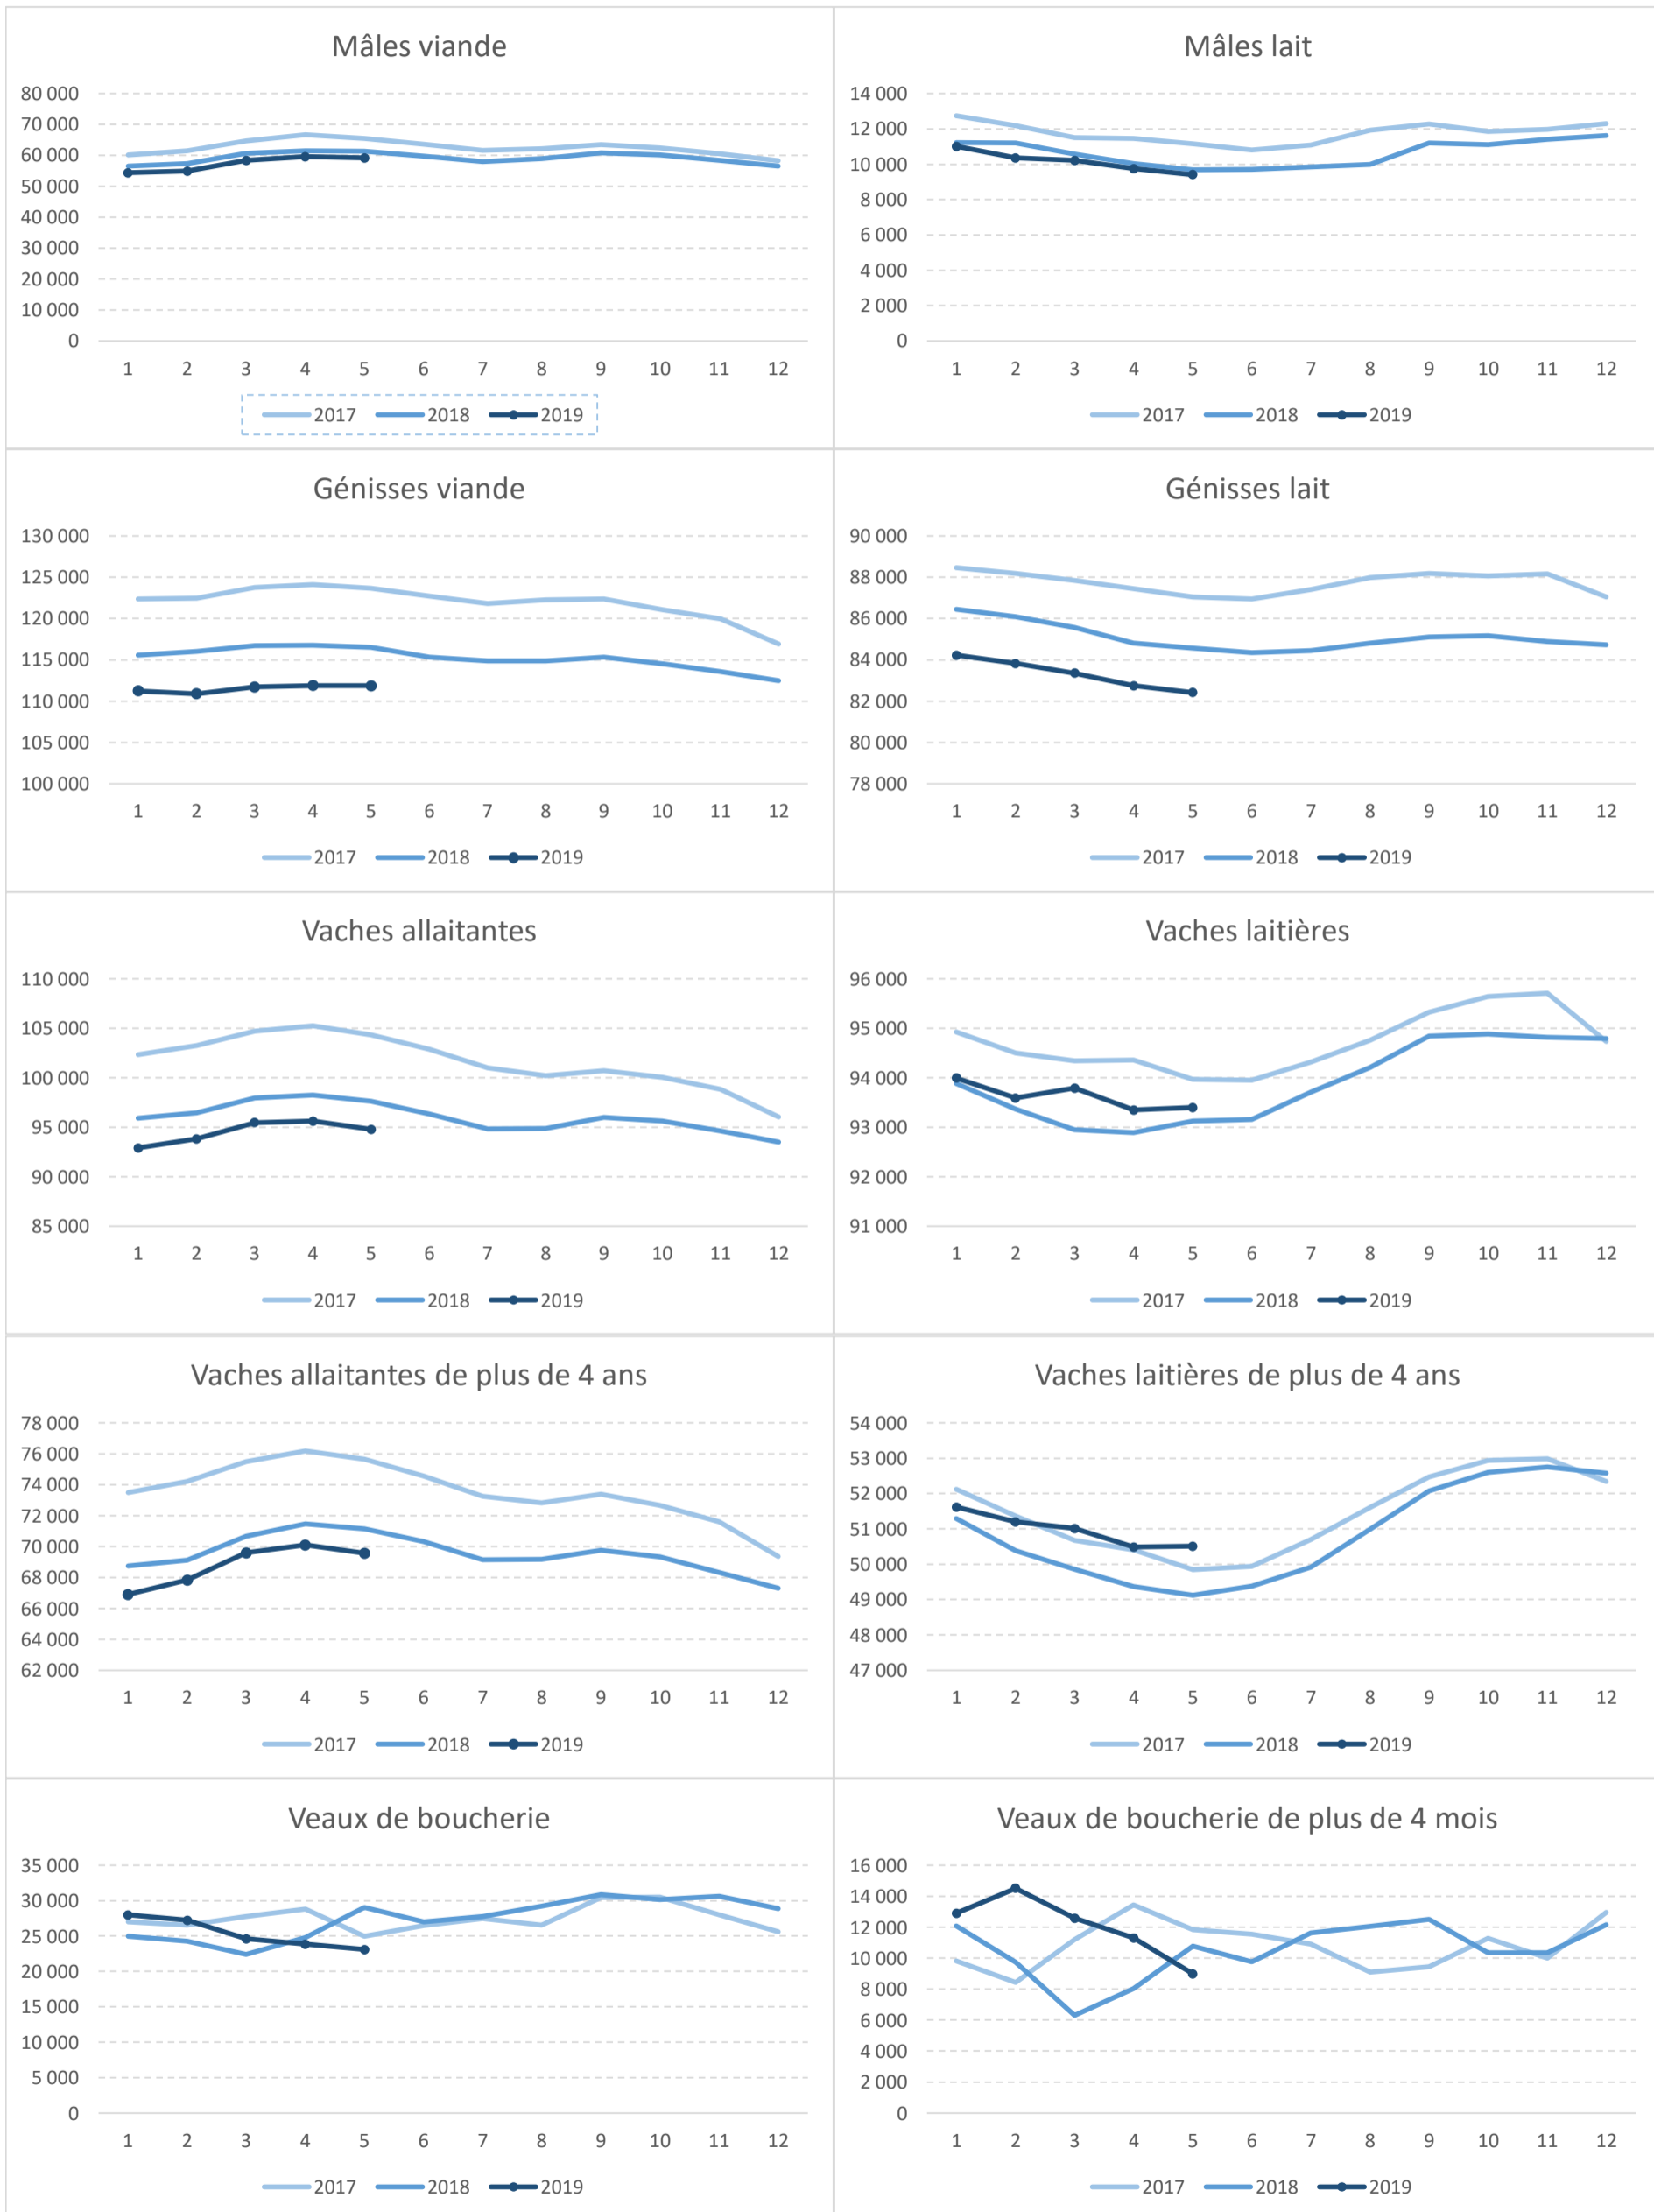 Mâles viande
80 000
70 000
60 000
50 000
40 000
30 000
20 000
10 000
0
1 2 3 4 5 6 7 8 9 10 11 12
2017 2018 2019
Mâles lait
14 000
12 000
10 000
8 000
6 000
4 000
2 000
0
1 2 3 4 5 6 7 8 9 10 11 12
2017 2018 2019
Génisses viande
130 000
125 000
120 000
115 000
110 000
105 000
100 000
1 2 3 4 5 6 7 8 9 10 11 12
2017 2018 2019
Génisses lait
90 000
88 000
86 000
84 000
82 000
80 000
78 000
1 2 3 4 5 6 7 8 9 10 11 12
2017 2018 2019
Vaches allaitantes
110 000
105 000
100 000
95 000
90 000
85 000
1 2 3 4 5 6 7 8 9 10 11 12
2017 2018 2019
Vaches laitières
96 000
95 000
94 000
93 000
92 000
91 000
1 2 3 4 5 6 7 8 9 10 11 12
2017 2018 2019
Vaches allaitantes de plus de 4 ans
78 000
76 000
74 000
72 000
70 000
68 000
66 000
64 000
62 000
1 2 3 4 5 6 7 8 9 10 11 12
2017 2018 2019
Vaches laitières de plus de 4 ans
54 000
53 000
52 000
51 000
50 000
49 000
48 000
47 000
1 2 3 4 5 6 7 8 9 10 11 12
2017 2018 2019
Veaux de boucherie
35 000
30 000
25 000
20 000
15 000
10 000
5 000
0
1 2 3 4 5 6 7 8 9 10 11 12
2017 2018 2019
Veaux de boucherie de plus de 4 mois
16 000
14 000
12 000
10 000
8 000
6 000
4 000
2 000
0
1 2 3 4 5 6 7 8 9 10 11 12
2017 2018 2019